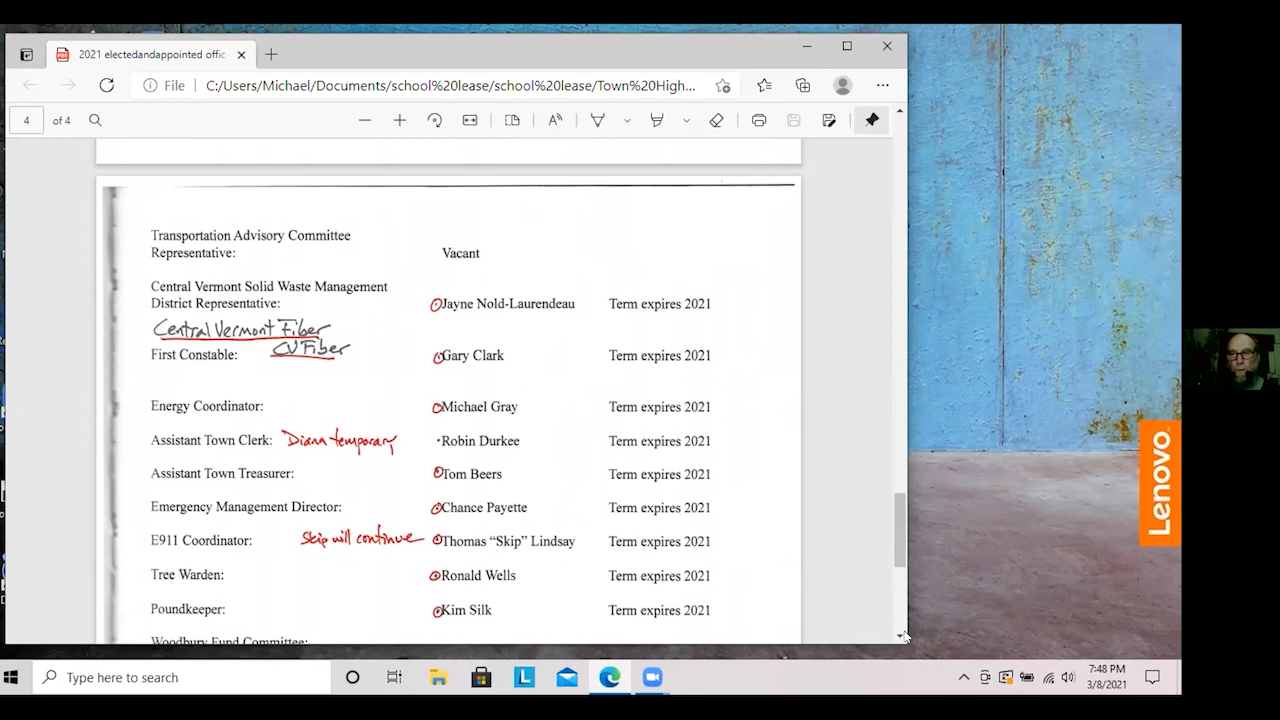 2021 electedandappointed offic
File C:/Users/Michael/Documents/school%20lease/school%20lease/Town%20High...
4 of 4
Transportation Advisory Committee
Representative: Vacant
Central Vermont Solid Waste Management
District Representative: Jayne Nold-Laurendeau Term expires 2021
Central Vermont Fiber
CV Fiber
First Constable: Gary Clark Term expires 2021
Energy Coordinator: Michael Gray Term expires 2021
Assistant Town Clerk: Diana temporary Robin Durkee Term expires 2021
Assistant Town Treasurer: Tom Beers Term expires 2021
Emergency Management Director: Chance Payette Term expires 2021
E911 Coordinator: Skip will continue Thomas “Skip” Lindsay Term expires 2021
Tree Warden: Ronald Wells Term expires 2021
Poundkeeper: Kim Silk Term expires 2021
Woodbury Fund Committee:
Lenovo
Type here to search
L
7:48 PM
3/8/2021